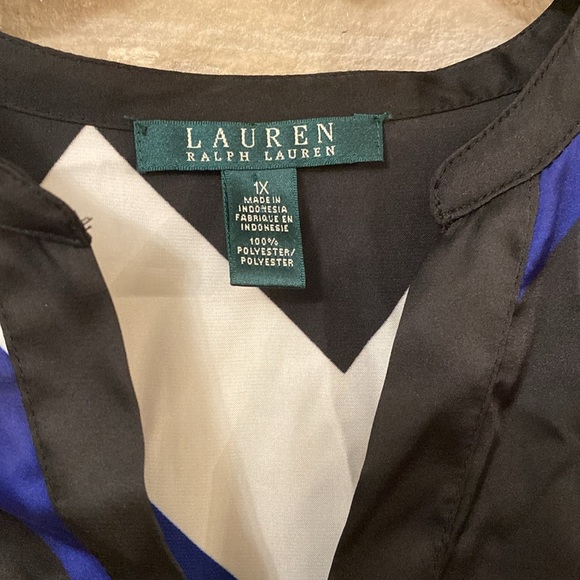 LAUREN
RALPH LAUREN
1X
MADE IN
INDONESIA
FABRIQUE EN
INDONESIE
100%
POLYESTER/
POLYESTER